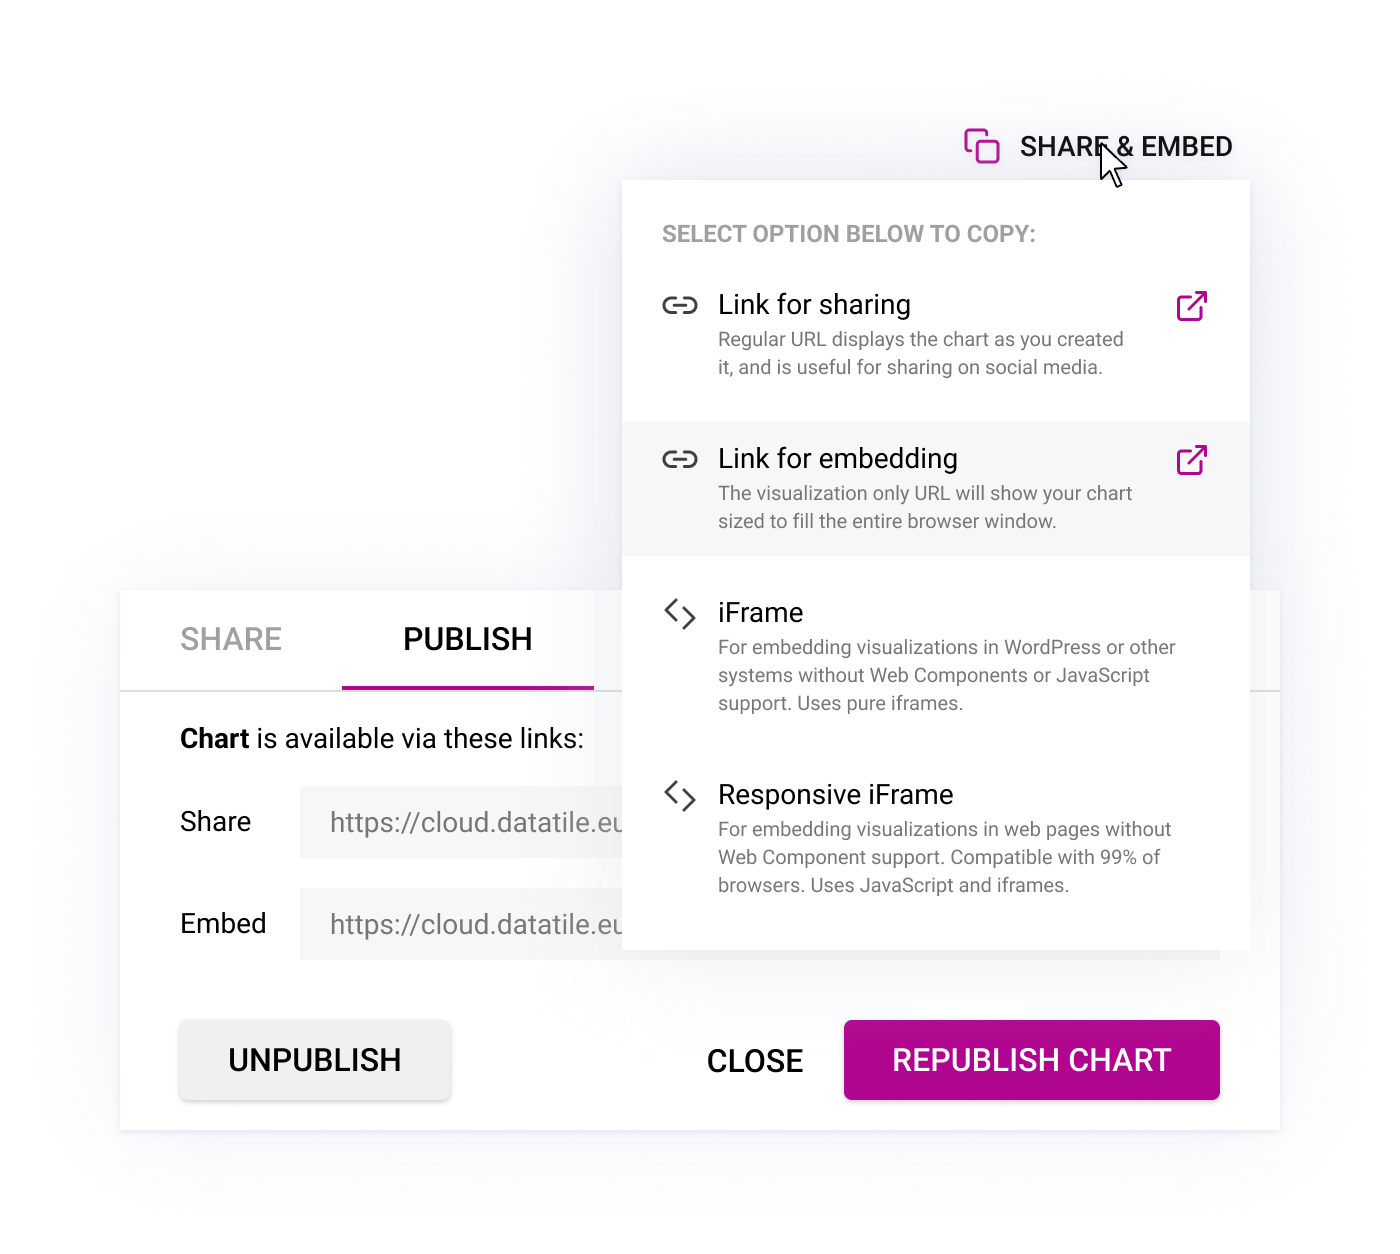 SHARE & EMBED
SELECT OPTION BELOW TO COPY:
Link for sharing
Regular URL displays the chart as you created
it, and is useful for sharing on social media.
Link for embedding
The visualization only URL will show your chart
sized to fill the entire browser window.
iFrame
For embedding visualizations in WordPress or other
systems without Web Components or JavaScript
support. Uses pure iframes.
Responsive iFrame
For embedding visualizations in web pages without
Web Component support. Compatible with 99% of
browsers. Uses JavaScript and iframes.
SHARE PUBLISH
Chart is available via these links:
Share https://cloud.datatile.eu
Embed https://cloud.datatile.eu
UNPUBLISH CLOSE REPUBLISH CHART